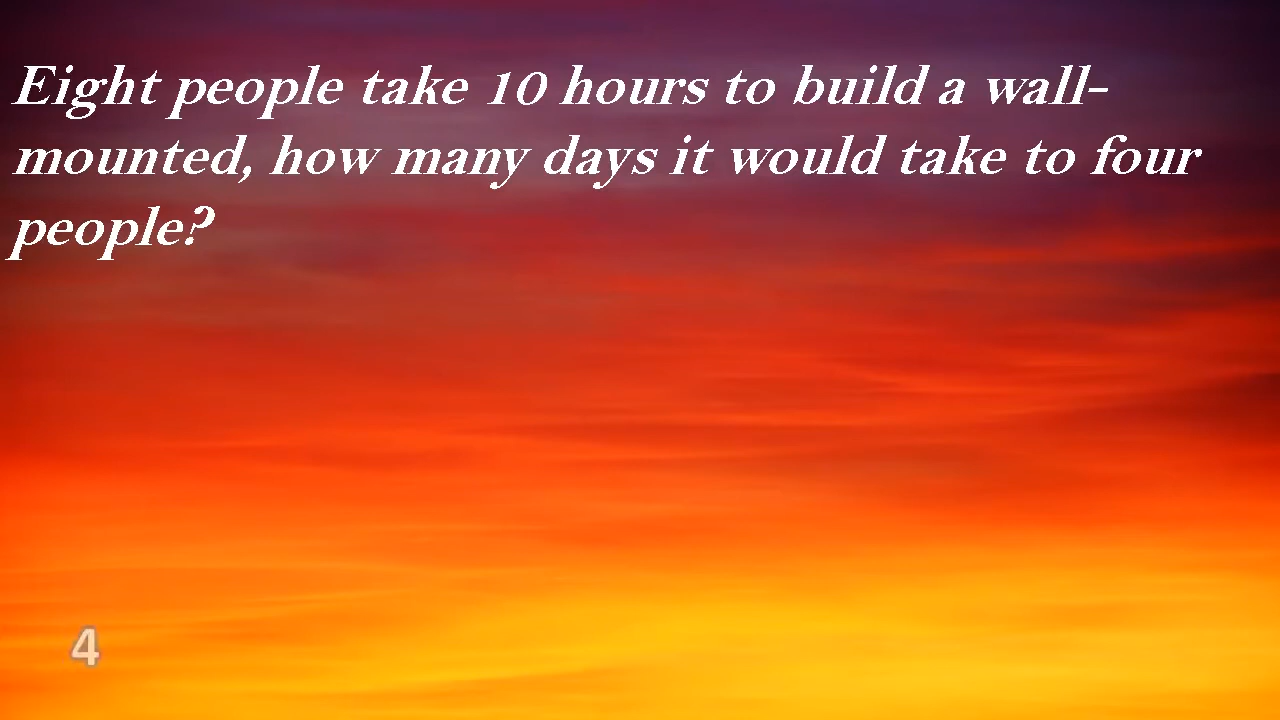 Eight people take 10 hours to build a wall-
mounted, how many days it would take to four
people?
4